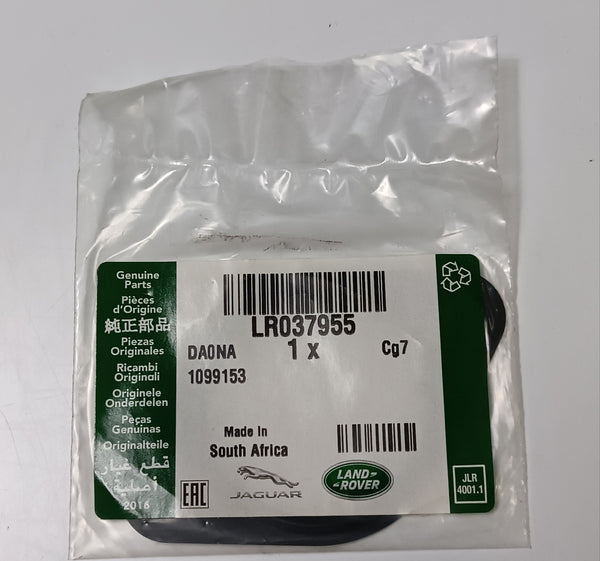 Genuine
Parts
Pièces
d'Origine
純正部品
Piezas
Originales
Ricambi
Originali
Originele
Onderdelen
Peças
Genuínas
Originalteile
قطع غيار
أصلية
2016
LR037955
DA0NA 1 x Cg7
1099153
Made In
South Africa
EAC
JAGUAR
LAND
ROVER
JLR
4001.1